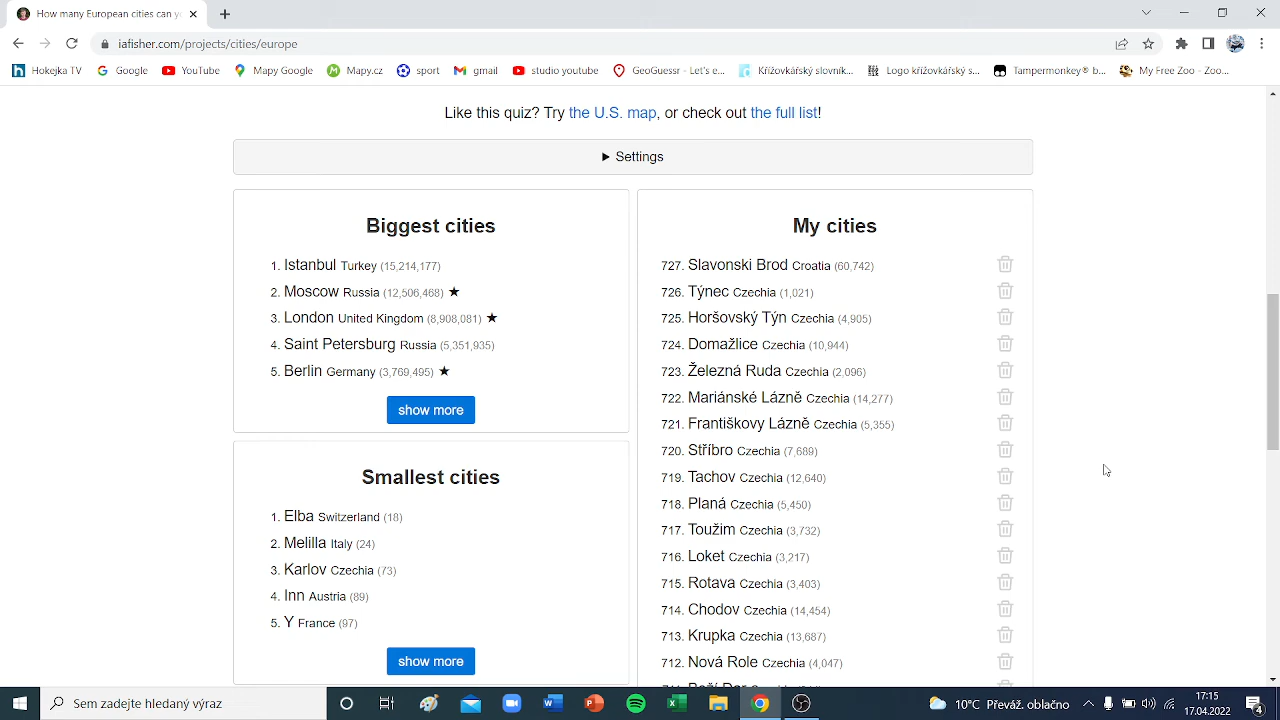 How many European cities can y
iafisher.com/projects/cities/europe
Hokejka TV
Google
YouTube
Mapy Google
Mapy.cz
sport
gmail
studio youtube
GeoGuessr - Let's e...
Křížovkářský slovník...
Logo křížovkářský s...
Tampermonkey® b...
My Free Zoo - Zoo...
Like this quiz? Try the U.S. map, or check out the full list!
▶ Settings
Biggest cities
1. Istanbul Turkey (15,214,177)
2. Moscow Russia (12,506,468) ★
3. London United Kingdom (8,908,081) ★
4. Saint Petersburg Russia (5,351,935)
5. Berlin Germany (3,769,495) ★
show more
Smallest cities
1. Elba Switzerland (18)
2. Manila Italy (24)
3. Karlov Czechia (73)
4. Inn Austria (89)
5. Y France (97)
show more
My cities
727. Slavonski Brod Croatia (60,742)
726. Týnec Czechia (1,021)
725. Horšovský Týn Czechia (4,905)
724. Domažlice Czechia (10,944)
723. Železná Ruda Czechia (2,096)
722. Mariánské Lázně Czechia (14,277)
721. Františkovy Lázně Czechia (5,355)
720. Stříbro Czechia (7,689)
719. Tachov Czechia (12,640)
718. Planá Czechia (5,450)
717. Toužim Czechia (3,732)
716. Loket Czechia (3,217)
715. Rotava Czechia (3,403)
714. Chodov Czechia (14,454)
713. Krupka Czechia (13,687)
712. Nová Role Czechia (4,047)
Sem zadejte hledaný výraz
10°C Převáž. oblačno
17:15
17.04.2022